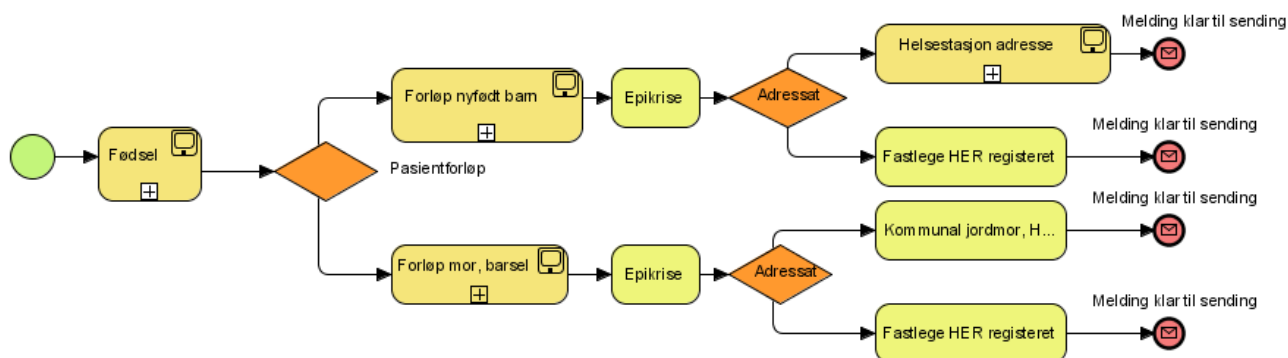 Melding klar til sending
Helsestasjon adresse
Forløp nyfødt barn
Epikrise
Adressat
Melding klar til sending
Fødsel
Fastlege HER registeret
Pasientforløp
Melding klar til sending
Kommunal jordmor, H...
Forløp mor, barsel
Epikrise
Adressat
Melding klar til sending
Fastlege HER registeret